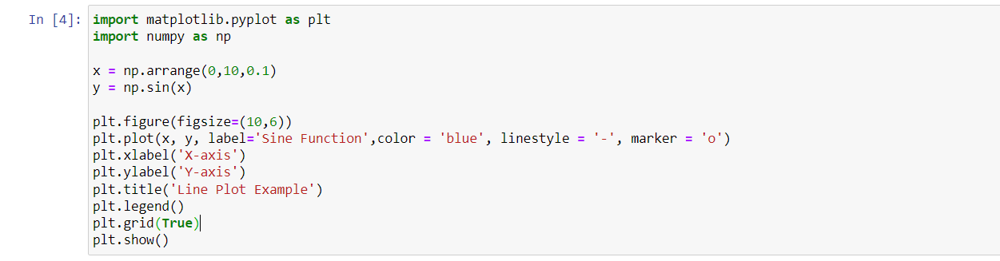 In [4]: import matplotlib.pyplot as plt
import numpy as np
x = np.arrange(0,10,0.1)
y = np.sin(x)
plt.figure(figsize=(10,6))
plt.plot(x, y, label='Sine Function',color = 'blue', linestyle = '-', marker = 'o')
plt.xlabel('X-axis')
plt.ylabel('Y-axis')
plt.title('Line Plot Example')
plt.legend()
plt.grid(True)
plt.show()